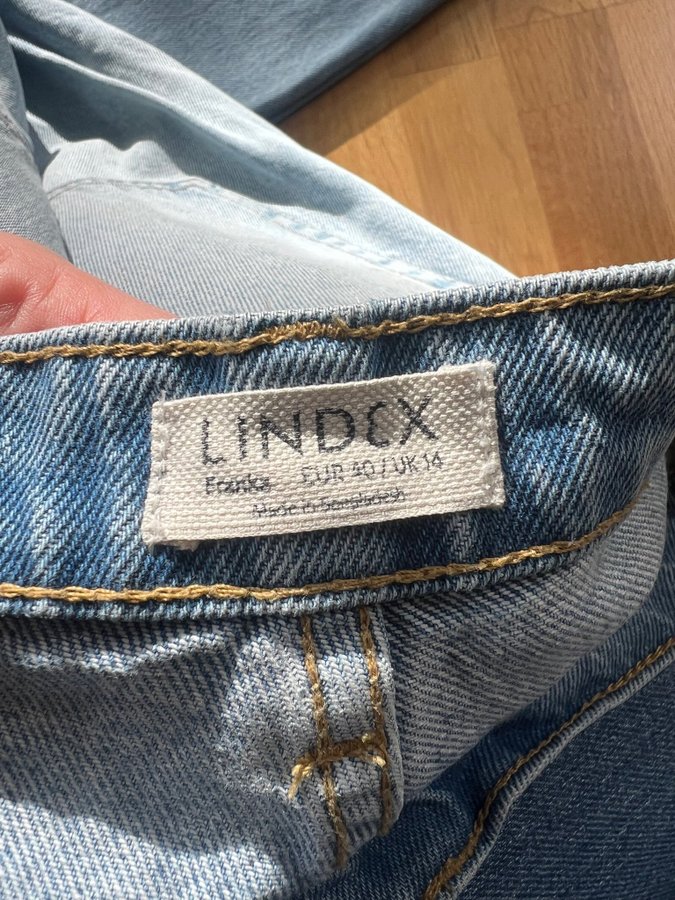 LINDEX
Franka EUR 40 / UK 14
Made in Bangladesh